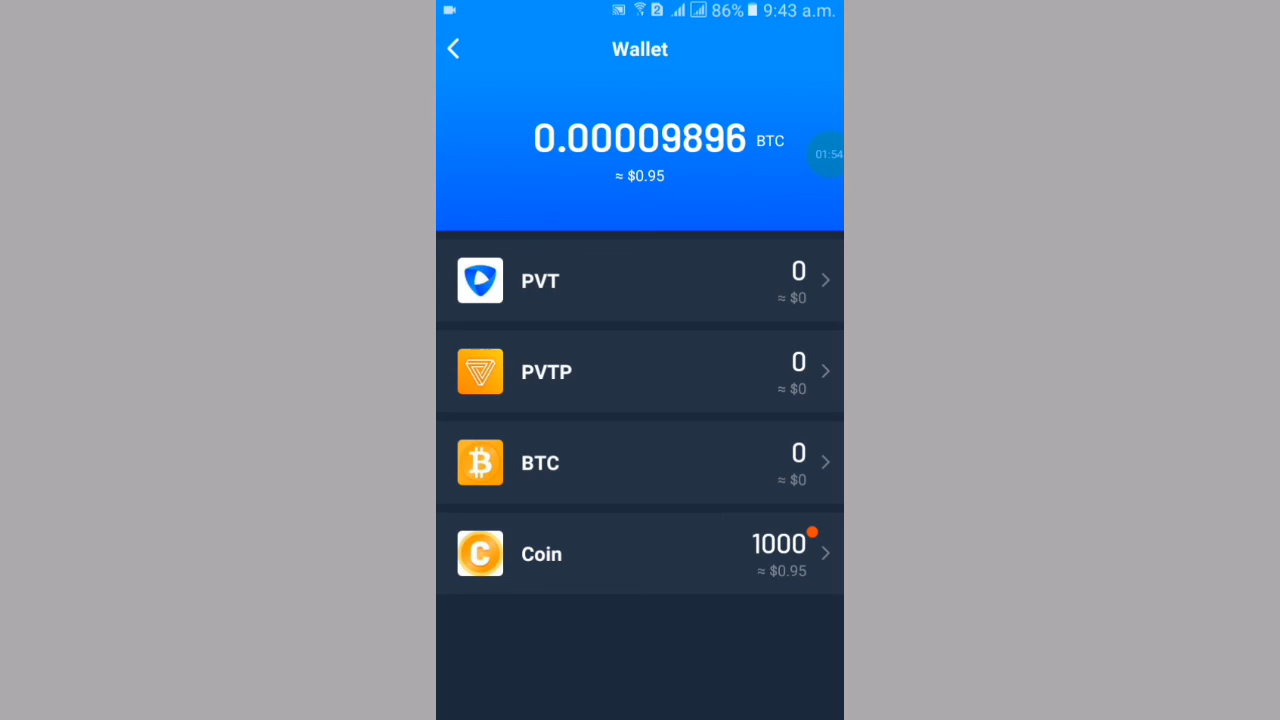 86% 9:43 a.m.
Wallet
0.00009896 BTC
01:54
≈ $0.95
PVT
0
≈ $0
PVTP
0
≈ $0
BTC
0
≈ $0
Coin
1000
≈ $0.95